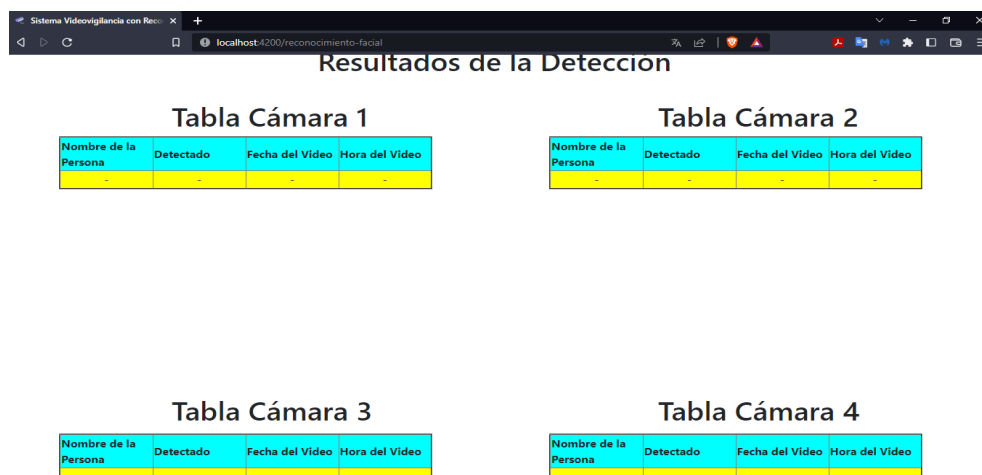 Sistema Videovigilancia con Reco
localhost:4200/reconocimiento-facial
Resultados de la Detección
Tabla Cámara 1
Nombre de la Persona Detectado Fecha del Video Hora del Video
- - - -
Tabla Cámara 2
Nombre de la Persona Detectado Fecha del Video Hora del Video
- - - -
Tabla Cámara 3
Nombre de la Persona Detectado Fecha del Video Hora del Video
Tabla Cámara 4
Nombre de la Persona Detectado Fecha del Video Hora del Video